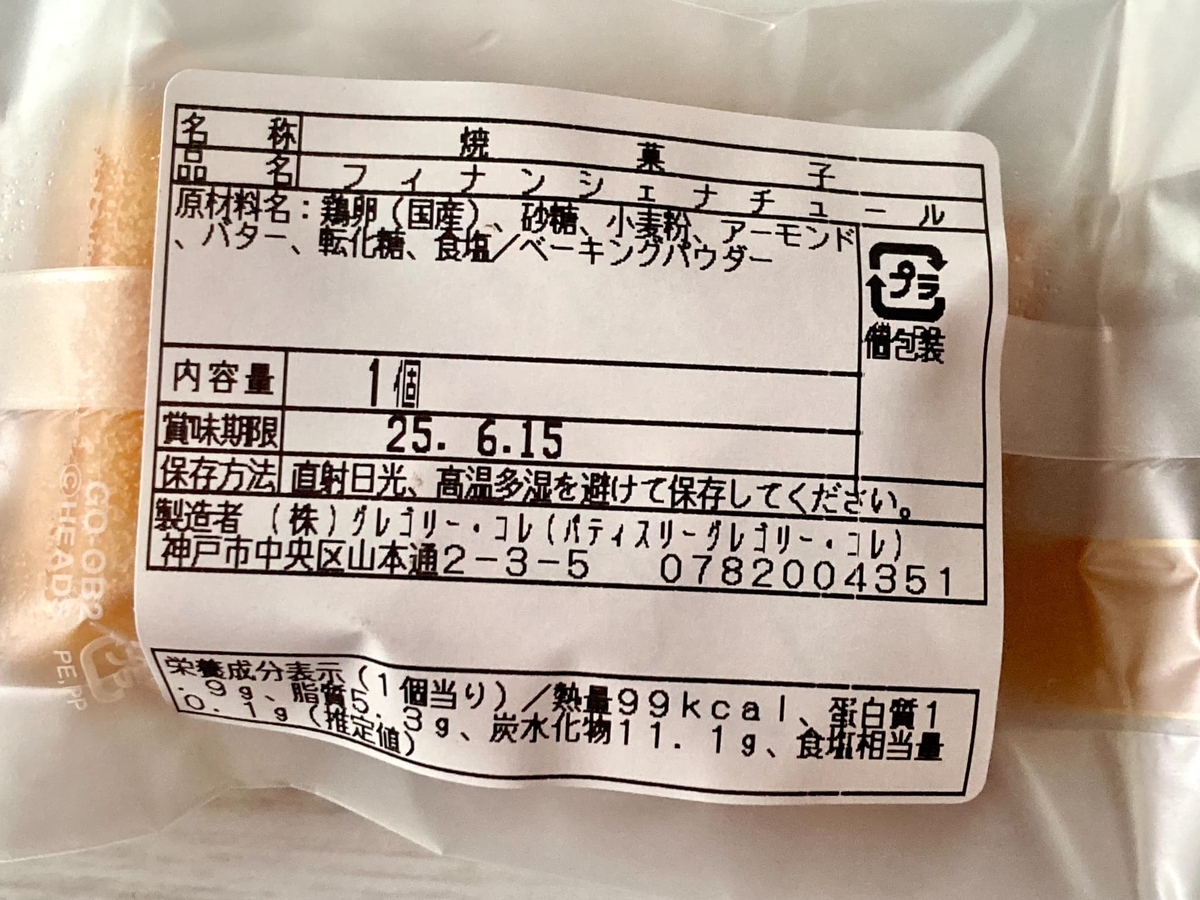 名称 焼菓子
品名 フィナンシェナチュール
原材料名：鶏卵（国産）、砂糖、小麦粉、アーモンド
、バター、転化糖、食塩／ベーキングパウダー
プラ
個包装
内容量 1個
賞味期限 25. 6.15
保存方法 直射日光、高温多湿を避けて保存してください。
製造者 （株）グレゴリー・コレ（パティスリーグレゴリー・コレ）
神戸市中央区山本通2－3－5 0782004351
栄養成分表示（1個当り）／熱量99kcal、蛋白質1
.9g、脂質5.3g、炭水化物11.1g、食塩相当量
0.1g（推定値）
GO-OB2
©HEADS
PE,PP